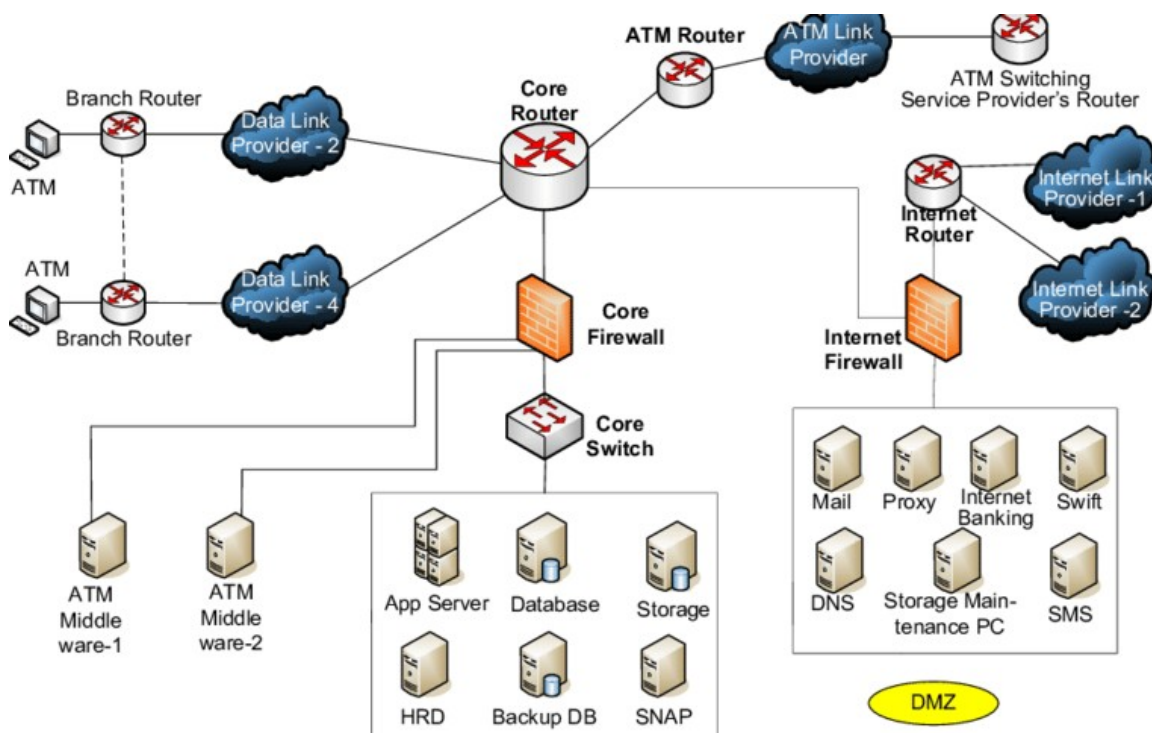 ATM Router
ATM Link
Provider
ATM Switching
Service Provider's Router
Branch Router
Data Link
Provider - 2
Core
Router
ATM
Internet Link
Provider -1
Internet
Router
ATM
Data Link
Provider - 4
Branch Router
Internet Link
Provider -2
Core
Firewall
Internet
Firewall
Core
Switch
Mail
Proxy
Internet
Banking
Swift
ATM
Middle
ware-1
ATM
Middle
ware-2
App Server
Database
Storage
DNS
Storage Main-
tenance PC
SMS
HRD
Backup DB
SNAP
DMZ